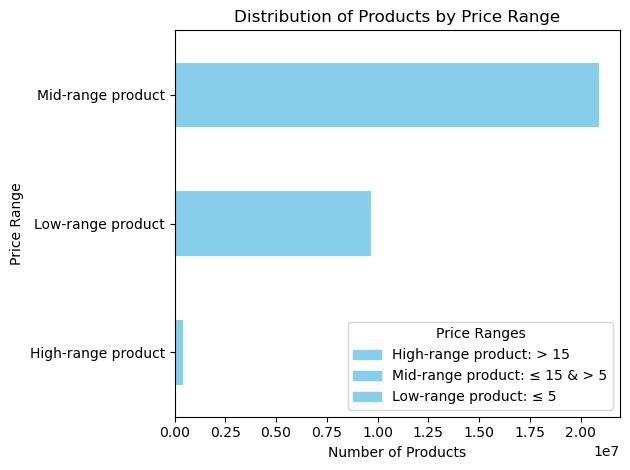 Distribution of Products by Price Range
Price Range
Mid-range product
Low-range product
High-range product
Price Ranges
High-range product: > 15
Mid-range product: ≤ 15 & > 5
Low-range product: ≤ 5
0.00 0.25 0.50 0.75 1.00 1.25 1.50 1.75 2.00
1e7
Number of Products